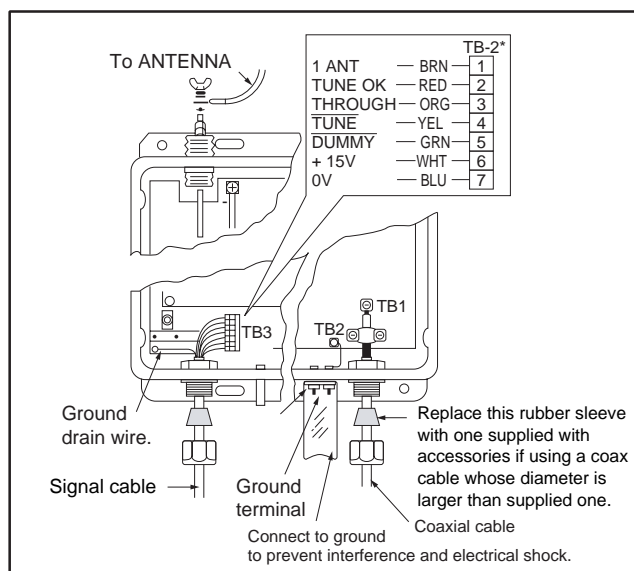 To ANTENNA
TB-2*
1 ANT BRN 1
TUNE OK RED 2
THROUGH ORG 3
TUNE YEL 4
DUMMY GRN 5
+ 15V WHT 6
0V BLU 7
TB1
TB2
TB3
Ground
drain wire.
Signal cable
Ground
terminal
Replace this rubber sleeve
with one supplied with
accessories if using a coax
cable whose diameter is
larger than supplied one.
Coaxial cable
Connect to ground
to prevent interference and electrical shock.